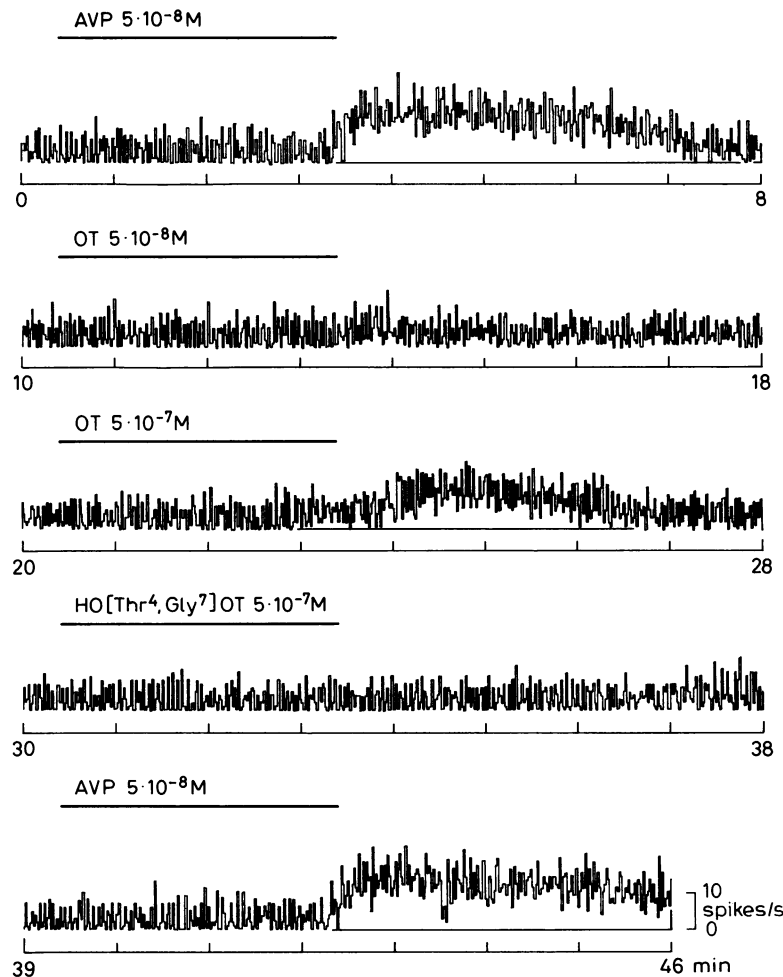 AVP 5·10⁻⁸M
0 8
OT 5·10⁻⁸M
10 18
OT 5·10⁻⁷M
20 28
HO[Thr⁴,Gly⁷]OT 5·10⁻⁷M
30 38
AVP 5·10⁻⁸M
10
spikes/s
0
39 46 min